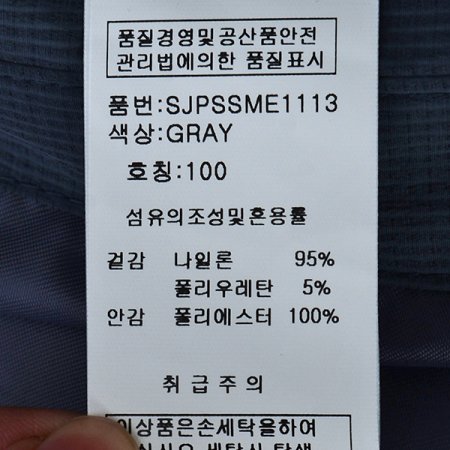 품질경영및공산품안전
관리법에의한 품질표시
품번:SJPSSME1113
색상:GRAY
호칭:100
섬유의조성및혼용률
겉감 나일론 95%
폴리우레탄 5%
안감 폴리에스터 100%
취급주의
이상품은손세탁을하여